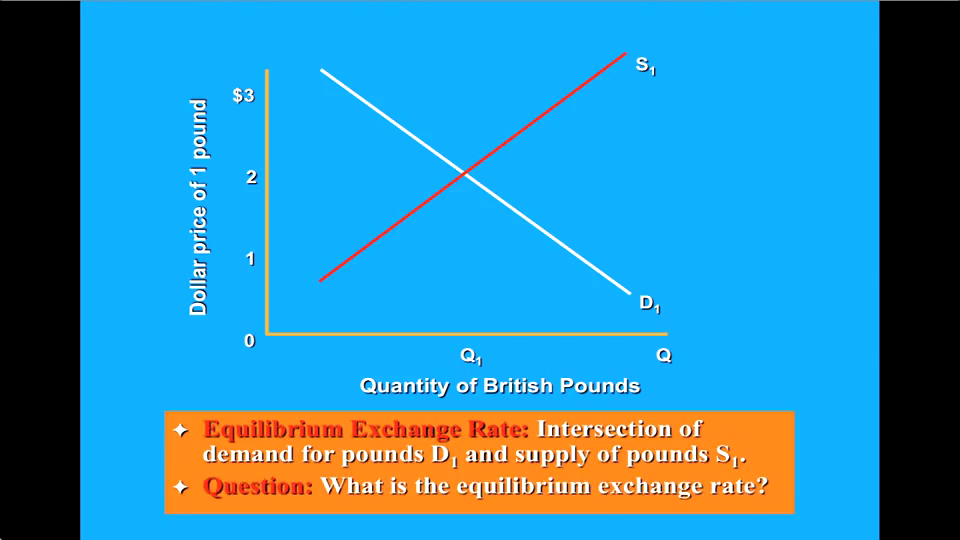 S₁
$3
2
1
0
Dollar price of 1 pound
D₁
Q₁
Q
Quantity of British Pounds
Equilibrium Exchange Rate: Intersection of
demand for pounds D₁ and supply of pounds S₁.
Question: What is the equilibrium exchange rate?